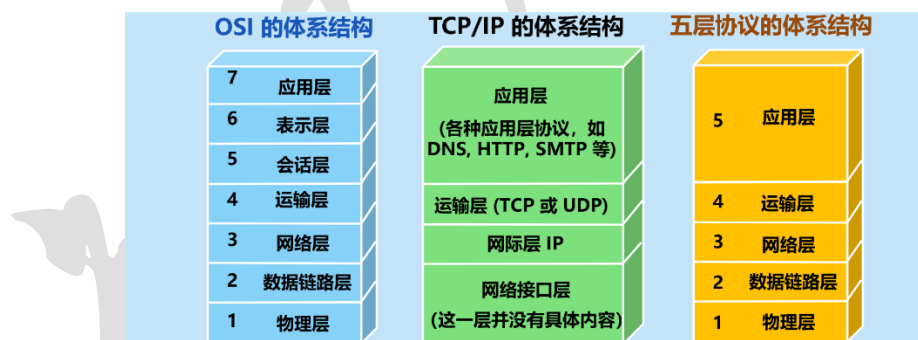 OSI 的体系结构
7 应用层
6 表示层
5 会话层
4 运输层
3 网络层
2 数据链路层
1 物理层
TCP/IP 的体系结构
应用层
(各种应用层协议，如
DNS, HTTP, SMTP 等)
运输层 (TCP 或 UDP)
网际层 IP
网络接口层
(这一层并没有具体内容)
五层协议的体系结构
5 应用层
4 运输层
3 网络层
2 数据链路层
1 物理层